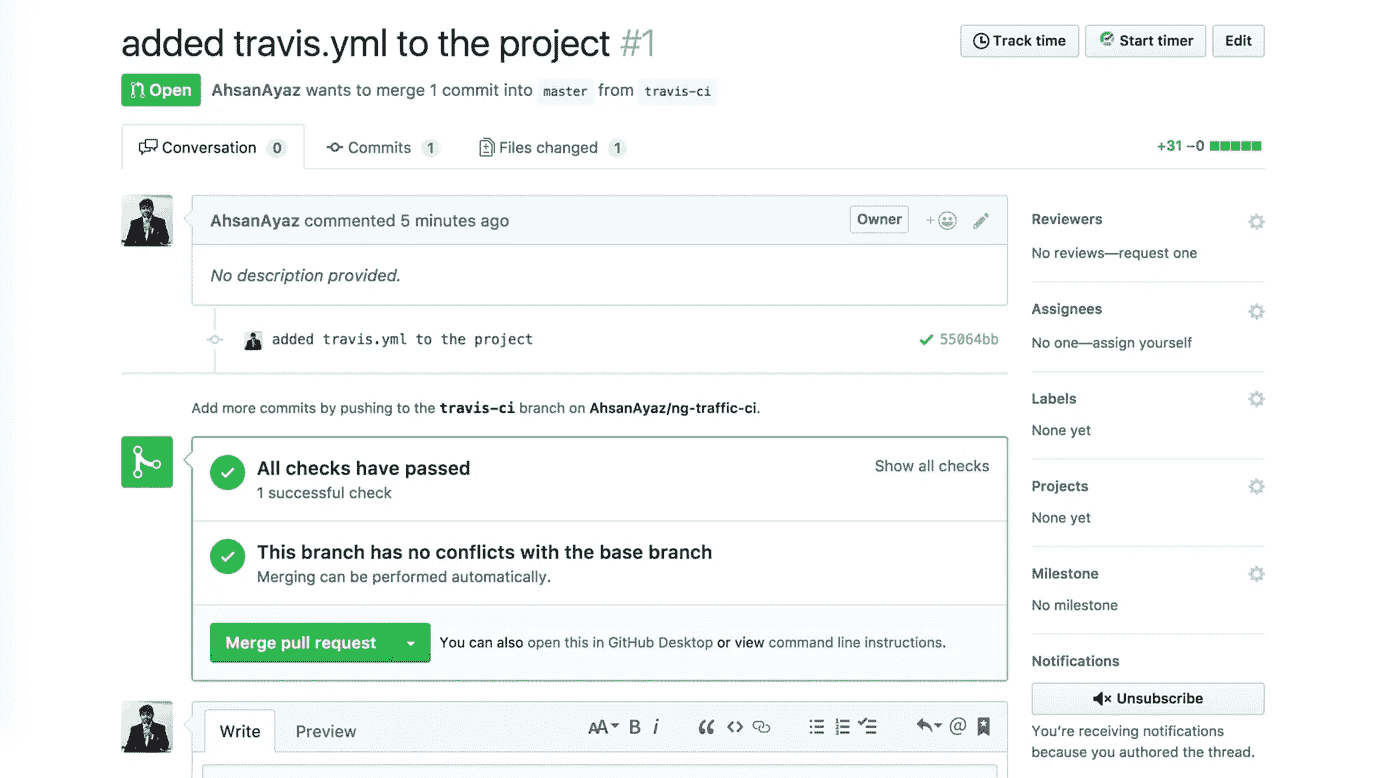 added travis.yml to the project #1
Track time
Start timer
Edit
Open
AhsanAyaz wants to merge 1 commit into master from travis-ci
Conversation 0
Commits 1
Files changed 1
+31 −0
AhsanAyaz commented 5 minutes ago
Owner
No description provided.
added travis.yml to the project
55064bb
Add more commits by pushing to the travis-ci branch on AhsanAyaz/ng-traffic-ci.
All checks have passed
Show all checks
1 successful check
This branch has no conflicts with the base branch
Merging can be performed automatically.
Merge pull request
You can also open this in GitHub Desktop or view command line instructions.
Write
Preview
AA
B
i
Reviewers
No reviews—request one
Assignees
No one—assign yourself
Labels
None yet
Projects
None yet
Milestone
No milestone
Notifications
Unsubscribe
You’re receiving notifications
because you authored the thread.